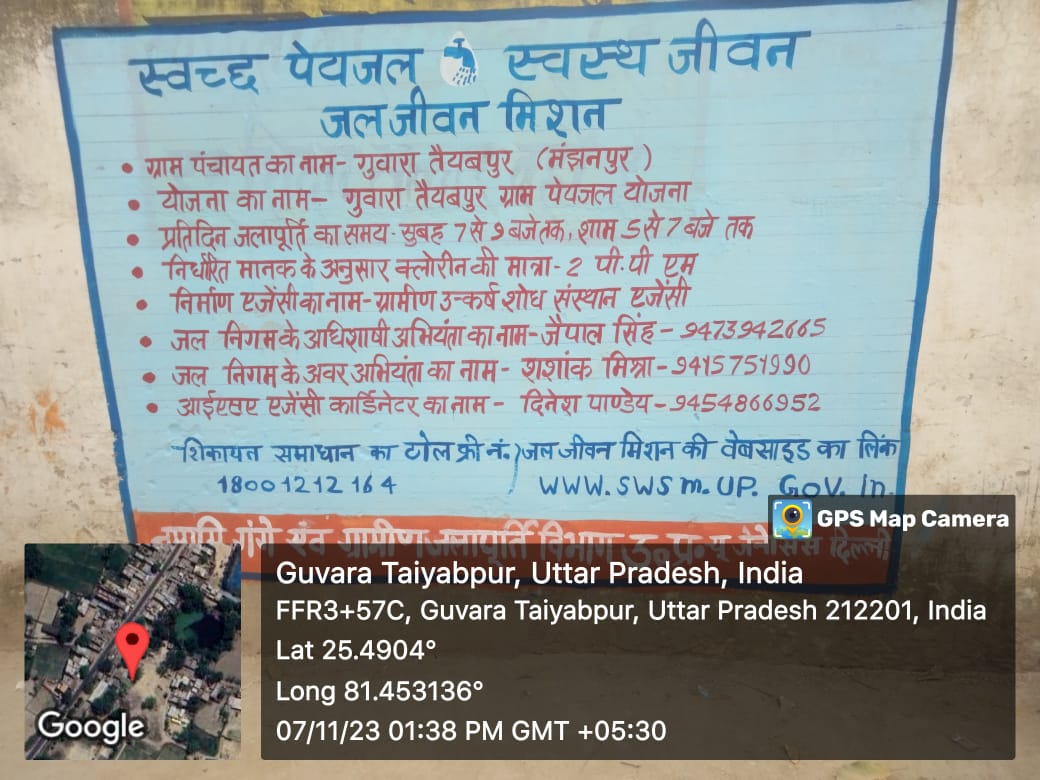 स्वच्छ पेयजल स्वस्थ जीवन
जल जीवन मिशन
• ग्राम पंचायत का नाम- गुवारा तैयबपुर (मंझनपुर)
• योजना का नाम- गुवारा तैयबपुर ग्राम पेयजल योजना
• प्रतिदिन जलापूर्ति का समय- सुबह 7 से 9 बजे तक, शाम 5 से 7 बजे तक
• निर्धारित मानक के अनुसार क्लोरीन की मात्रा- 2 पी.पी एम
• निर्माण एजेंसी का नाम- ग्रामीण उन्कर्ष शोध संस्थान एजेंसी
• जल निगम के अधिशाषी अभियंता का नाम- जैपाल सिंह- 9473942665
• जल निगम के अवर अभियंता का नाम- शशांक मिश्रा-9415751990
• आईएसए एजेंसी कार्डिनेटर का नाम- दिनेश पाण्डेय-9454866952
शिकायत समाधान का टोल फ्री नं.) जल जीवन मिशन की वेबसाइड का लिंक
18001212164 ) WWW.SWSM.UP. GOV. in.
नमामि गंगे एंव ग्रामीण जलापूर्ति विभाग उ.प्र. दिल्ली
GPS Map Camera
Guvara Taiyabpur, Uttar Pradesh, India
FFR3+57C, Guvara Taiyabpur, Uttar Pradesh 212201, India
Lat 25.4904°
Long 81.453136°
07/11/23 01:38 PM GMT +05:30
Google